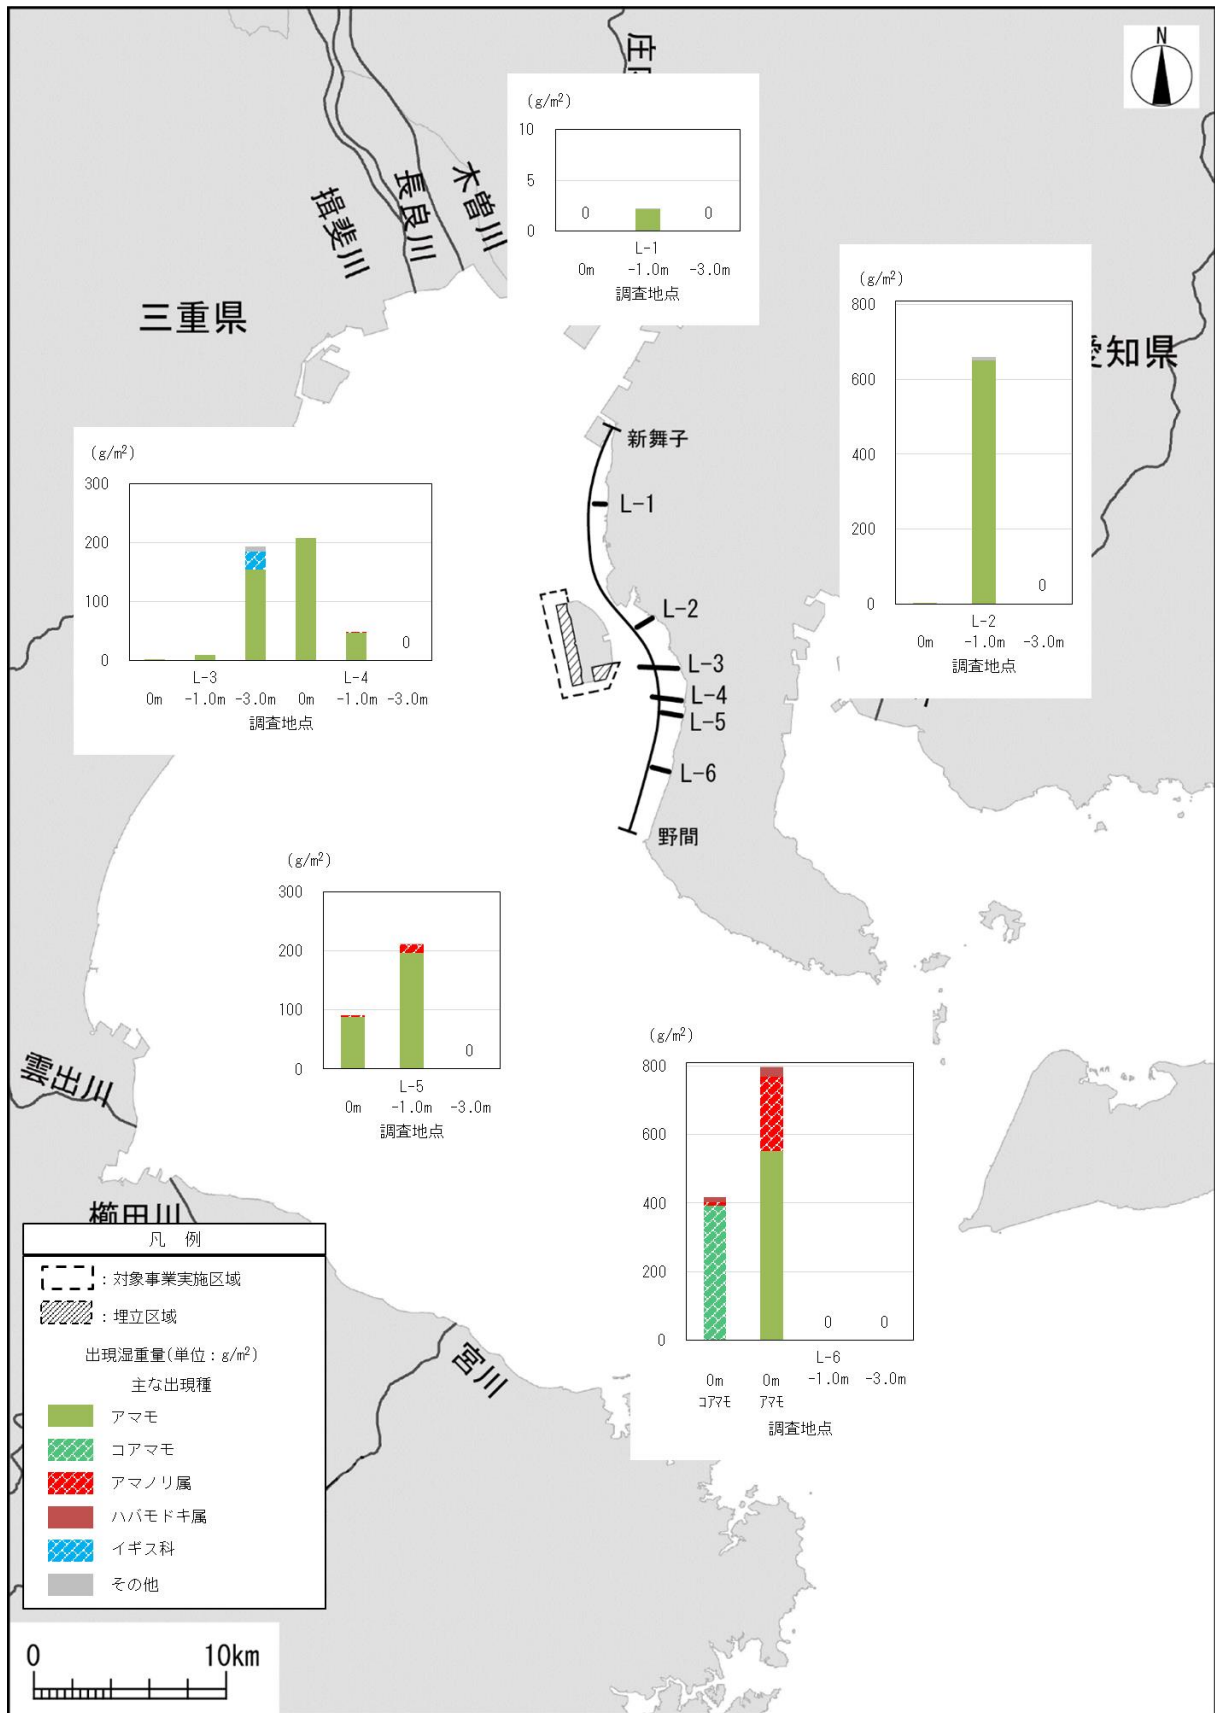 N
庄
揖斐川
長良川
木曽川
三重県
愛知県
(g/m²)
10
5
0
0
0
L-1
0m -1.0m -3.0m
調査地点
(g/m²)
800
600
400
200
0
0
L-2
0m -1.0m -3.0m
調査地点
新舞子
L-1
L-2
L-3
L-4
L-5
L-6
野間
(g/m²)
300
200
100
0
0
L-3 L-4
0m -1.0m -3.0m 0m -1.0m -3.0m
調査地点
(g/m²)
300
200
100
0
0
L-5
0m -1.0m -3.0m
調査地点
(g/m²)
800
600
400
200
0
0 0
L-6
0m 0m -1.0m -3.0m
コアマモ アマモ
調査地点
雲出川
櫛田川
宮川
凡 例
：対象事業実施区域
：埋立区域
出現湿重量(単位：g/m²)
主な出現種
アマモ
コアマモ
アマノリ属
ハバモドキ属
イギス科
その他
0 10km